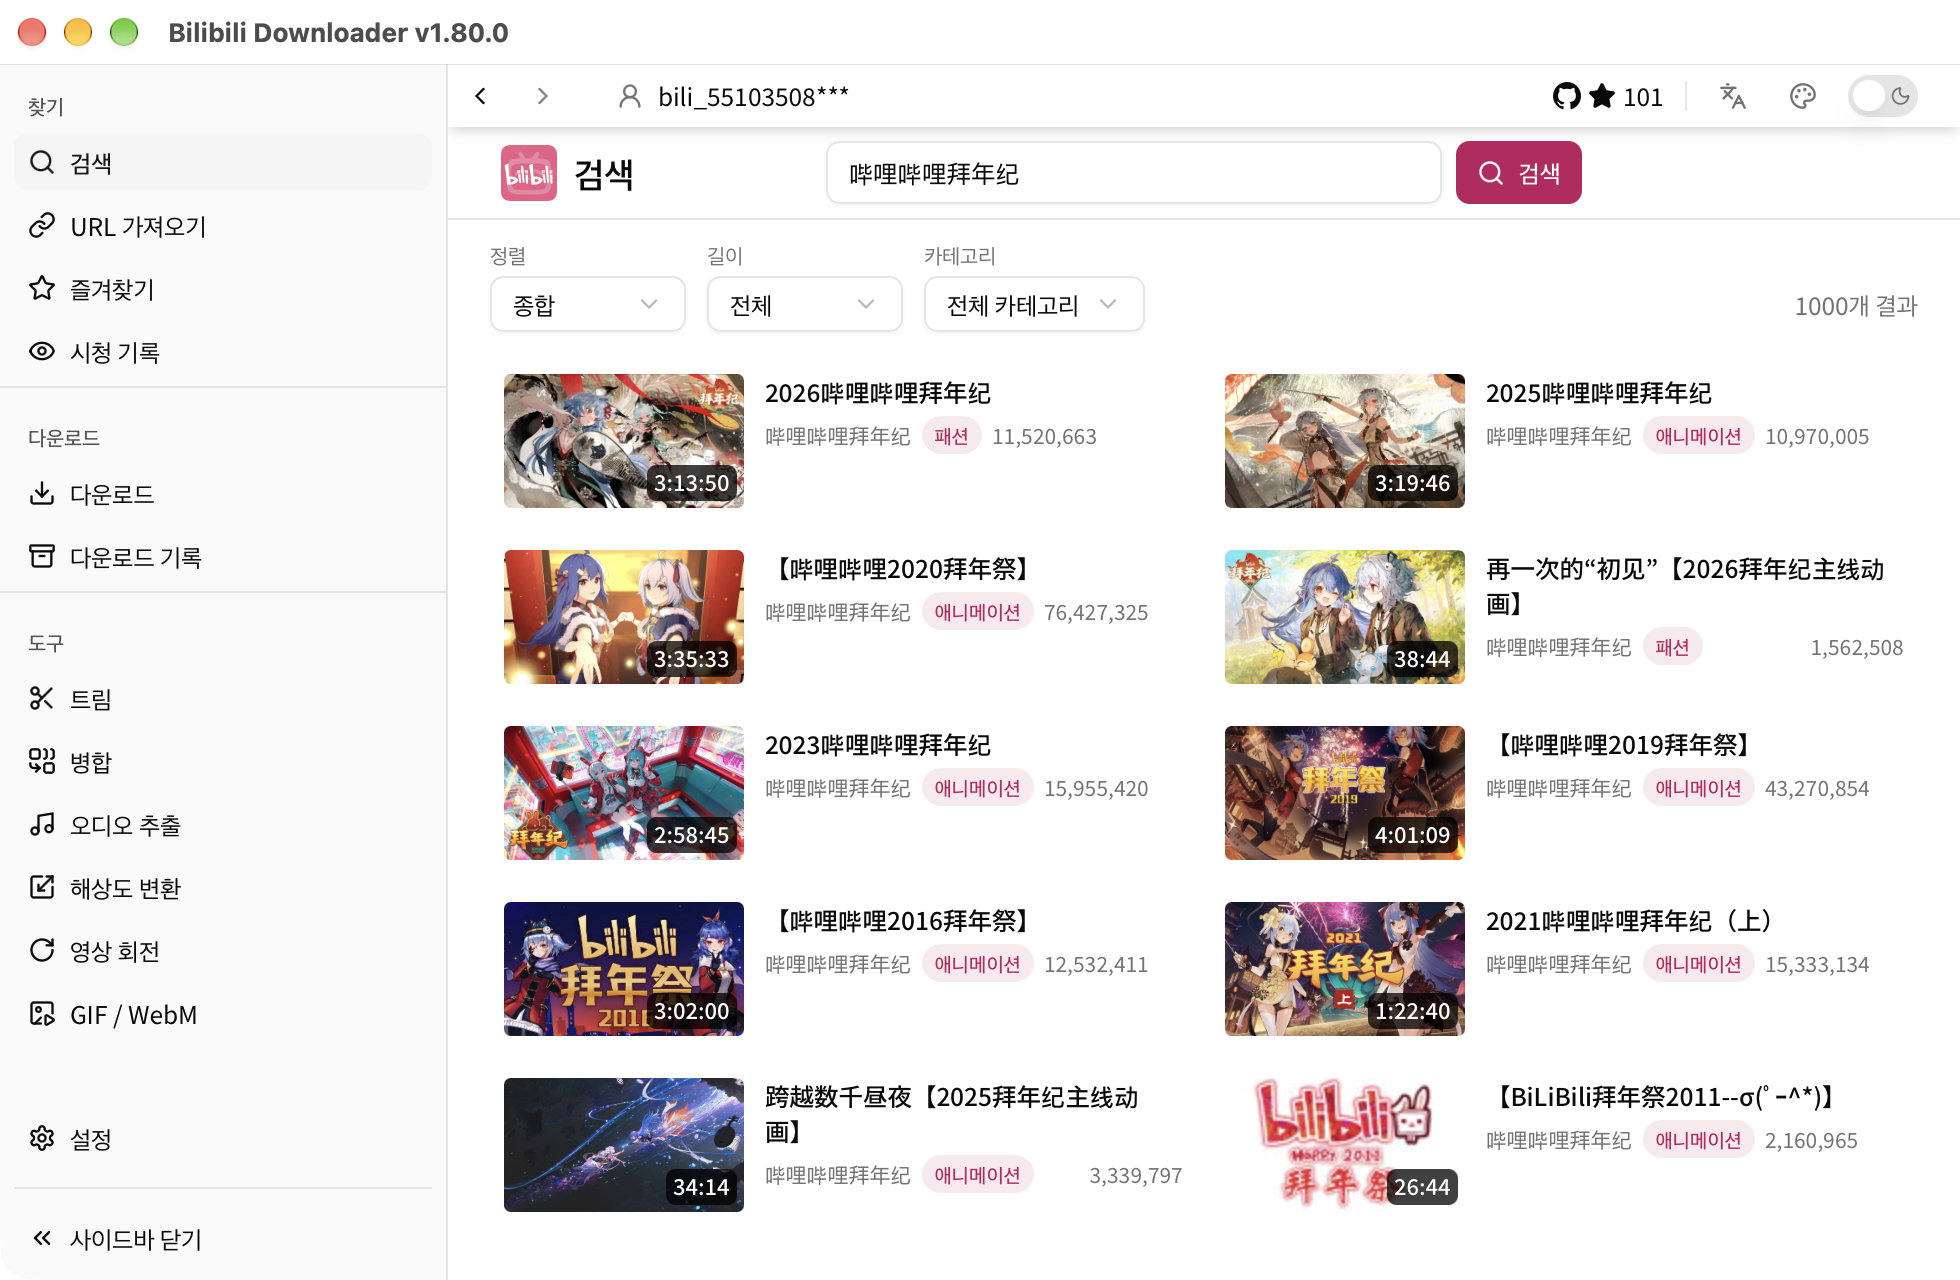 Bilibili Downloader v1.80.0
찾기
검색
URL 가져오기
즐겨찾기
시청 기록
다운로드
다운로드
다운로드 기록
도구
트림
병합
오디오 추출
해상도 변환
영상 회전
GIF / WebM
설정
사이드바 닫기
bili_55103508***
101
bilibili
검색
哔哩哔哩拜年纪
검색
정렬
길이
카테고리
종합
전체
전체 카테고리
1000개 결과
拜年纪
3:13:50
2026哔哩哔哩拜年纪
哔哩哔哩拜年纪 패션 11,520,663
3:19:46
2025哔哩哔哩拜年纪
哔哩哔哩拜年纪 애니메이션 10,970,005
3:35:33
【哔哩哔哩2020拜年祭】
哔哩哔哩拜年纪 애니메이션 76,427,325
拜年纪
38:44
再一次的“初见”【2026拜年纪主线动
画】
哔哩哔哩拜年纪 패션 1,562,508
拜年纪
2:58:45
2023哔哩哔哩拜年纪
哔哩哔哩拜年纪 애니메이션 15,955,420
拜年祭
2019
4:01:09
【哔哩哔哩2019拜年祭】
哔哩哔哩拜年纪 애니메이션 43,270,854
bilibili
拜年祭
2016
3:02:00
【哔哩哔哩2016拜年祭】
哔哩哔哩拜年纪 애니메이션 12,532,411
2021
拜年纪
上
1:22:40
2021哔哩哔哩拜年纪（上）
哔哩哔哩拜年纪 애니메이션 15,333,134
34:14
跨越数千昼夜【2025拜年纪主线动
画】
哔哩哔哩拜年纪 애니메이션 3,339,797
bilibili
HAPPY 2011
拜年祭
26:44
【BiLiBili拜年祭2011--σ(ﾟｰ^*)】
哔哩哔哩拜年纪 애니메이션 2,160,965